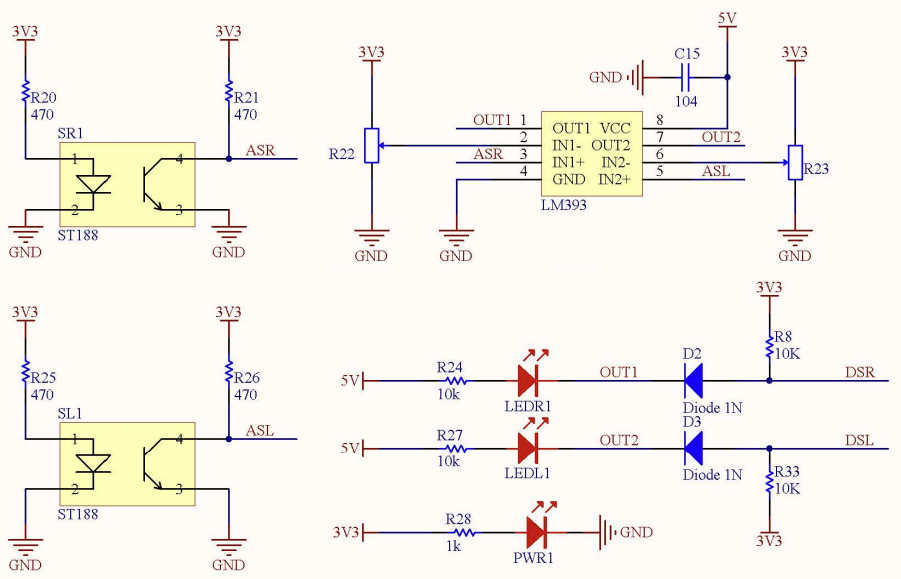 3V3
3V3
R20
470
R21
470
SR1
1
2
4
3
ASR
ST188
GND
GND
3V3
R22
GND
OUT1
ASR
1
2
3
4
GND
OUT1
IN1-
IN1+
GND
VCC
OUT2
IN2-
IN2+
LM393
8
7
6
5
OUT2
ASL
GND
C15
104
5V
3V3
R23
GND
3V3
3V3
R25
470
R26
470
SL1
1
2
4
3
ASL
ST188
GND
GND
3V3
R8
10K
5V
R24
10k
LEDR1
OUT1
D2
Diode 1N
DSR
5V
R27
10k
LEDL1
OUT2
D3
Diode 1N
DSL
R33
10K
3V3
3V3
R28
1k
PWR1
GND